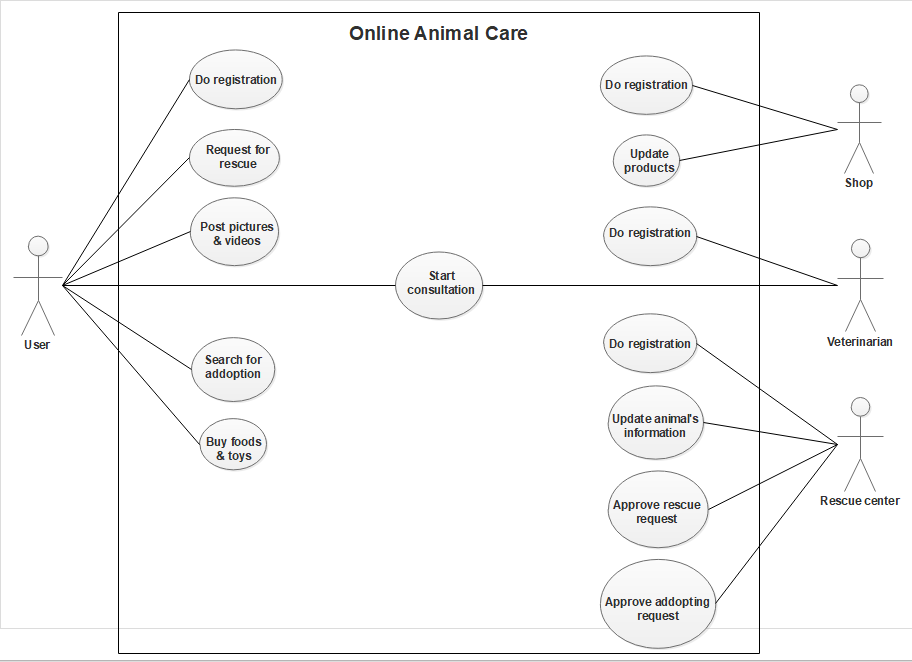 Online Animal Care
Do registration
Request for
rescue
Post pictures
& videos
Start
consultation
Search for
addoption
Buy foods
& toys
User
Do registration
Update
products
Shop
Do registration
Veterinarian
Do registration
Update animal's
information
Approve rescue
request
Approve addopting
request
Rescue center